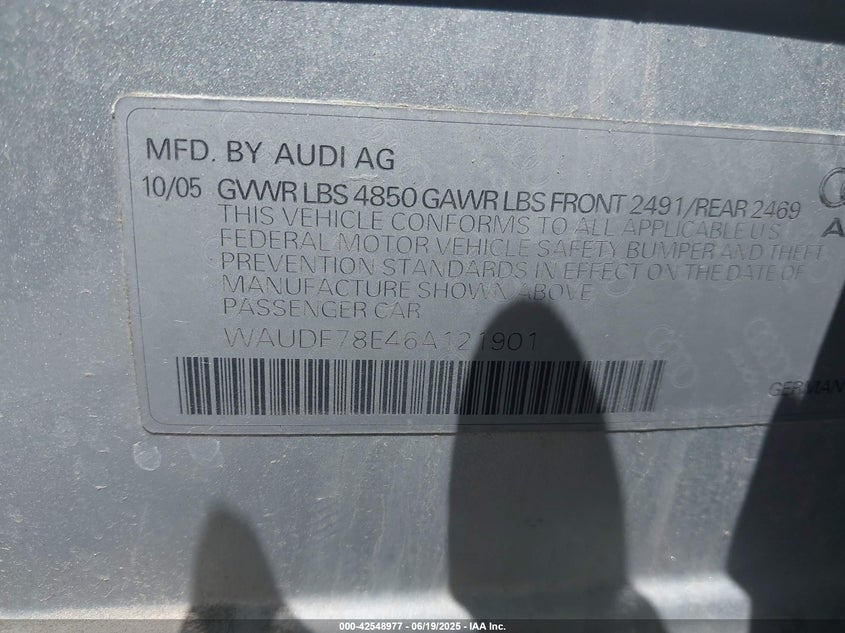 MFD. BY AUDI AG
10/05 GVWR LBS 4850 GAWR LBS FRONT 2491/REAR 2469
THIS VEHICLE CONFORMS TO ALL APPLICABLE U.S.
FEDERAL MOTOR VEHICLE SAFETY BUMPER AND THEFT
PREVENTION STANDARDS IN EFFECT ON THE DATE OF
MANUFACTURE SHOWN ABOVE
PASSENGER CAR
WAUDF78E46A121901
GERMAN
000-42548977 - 06/19/2025 - IAA Inc.